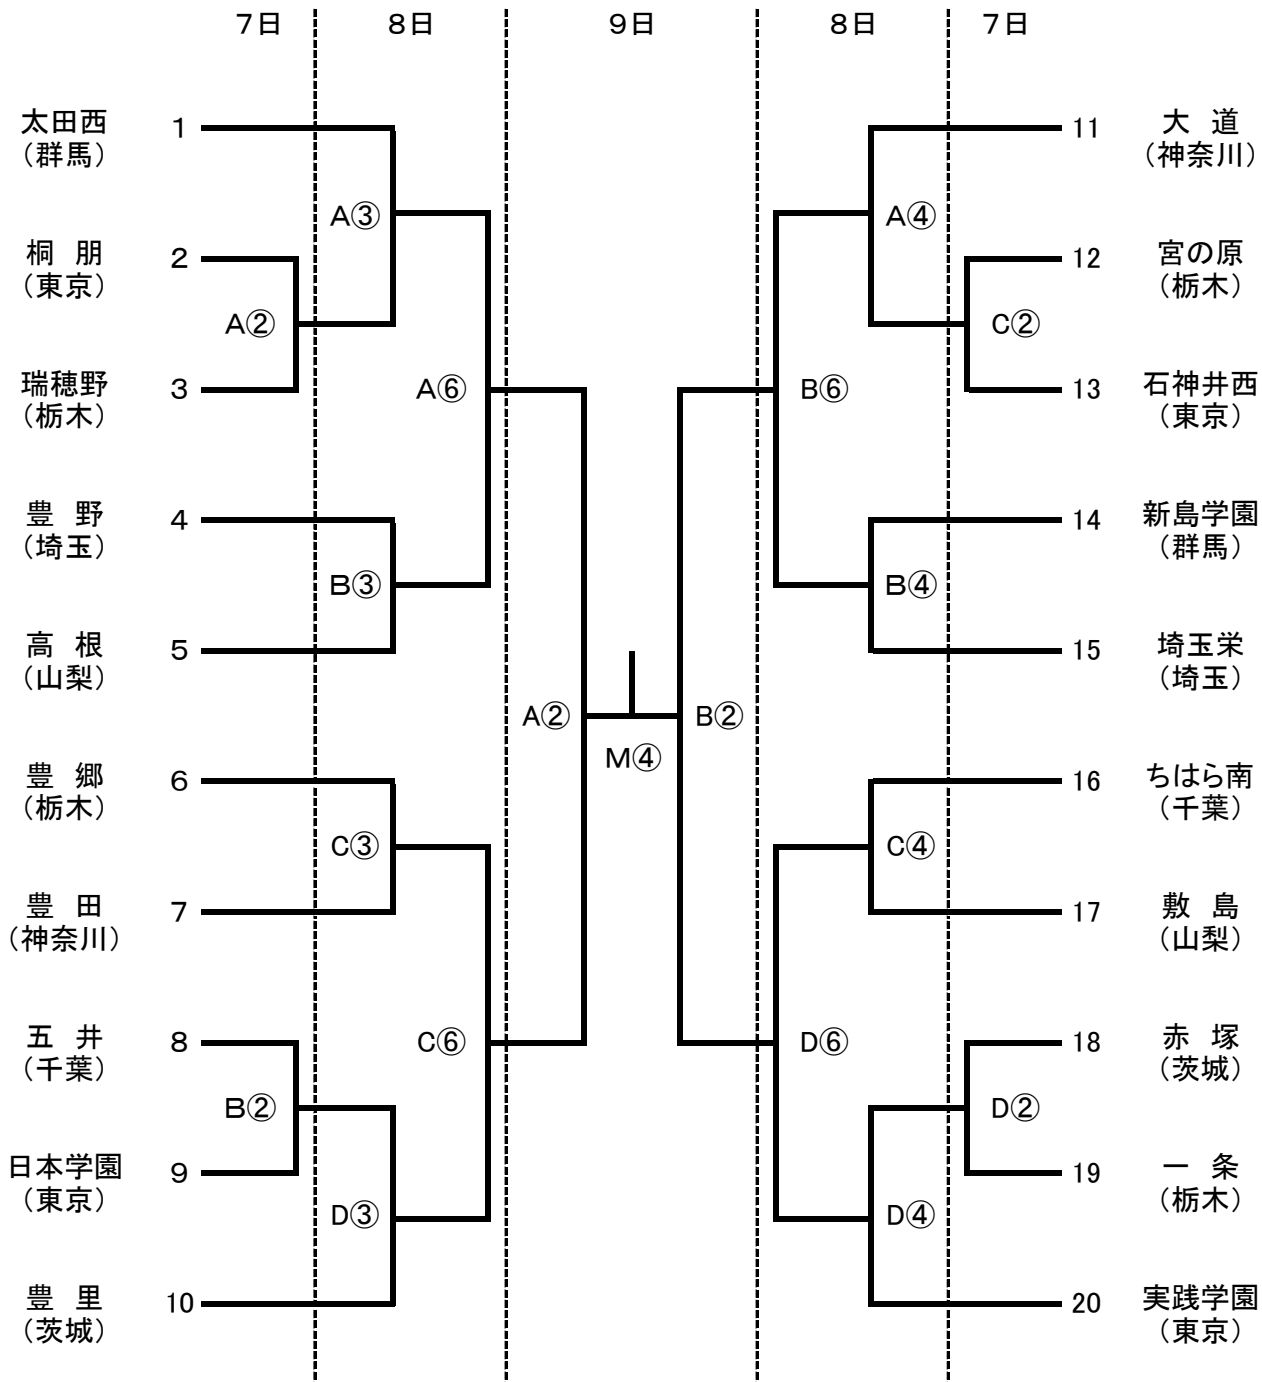 ７日 ８日 ９日 ８日 ７日
太田西 1
（群馬）
A③
桐 朋 2
（東京）
A②
瑞穂野 3
（栃木）
A⑥
豊 野 4
（埼玉）
B③
高 根 5
（山梨）
A②
豊 郷 6
（栃木）
C③
豊 田 7
（神奈川）
五 井 8
（千葉）
C⑥
B②
日本学園 9
（東京）
D③
豊 里 10
（茨城）
M④
11 大 道
（神奈川）
A④
12 宮の原
（栃木）
C②
13 石神井西
（東京）
B⑥
14 新島学園
（群馬）
B④
15 埼玉栄
（埼玉）
B②
16 ちはら南
（千葉）
C④
17 敷 島
（山梨）
18 赤 塚
（茨城）
D⑥
D②
19 一 条
（栃木）
D④
20 実践学園
（東京）